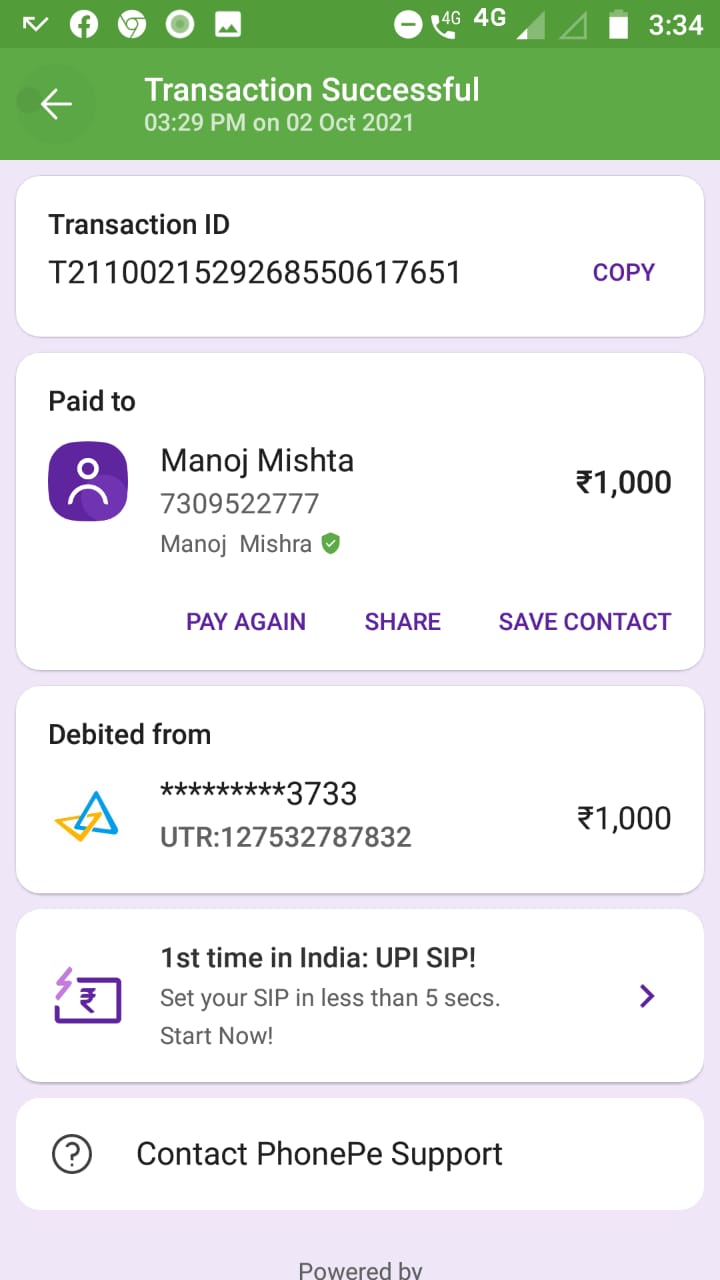 4G 4G 3:34
Transaction Successful
03:29 PM on 02 Oct 2021
Transaction ID
T2110021529268550617651 COPY
Paid to
Manoj Mishta
7309522777
₹1,000
Manoj Mishra
PAY AGAIN SHARE SAVE CONTACT
Debited from
*********3733
UTR:127532787832
₹1,000
1st time in India: UPI SIP!
Set your SIP in less than 5 secs.
Start Now!
Contact PhonePe Support
Powered by